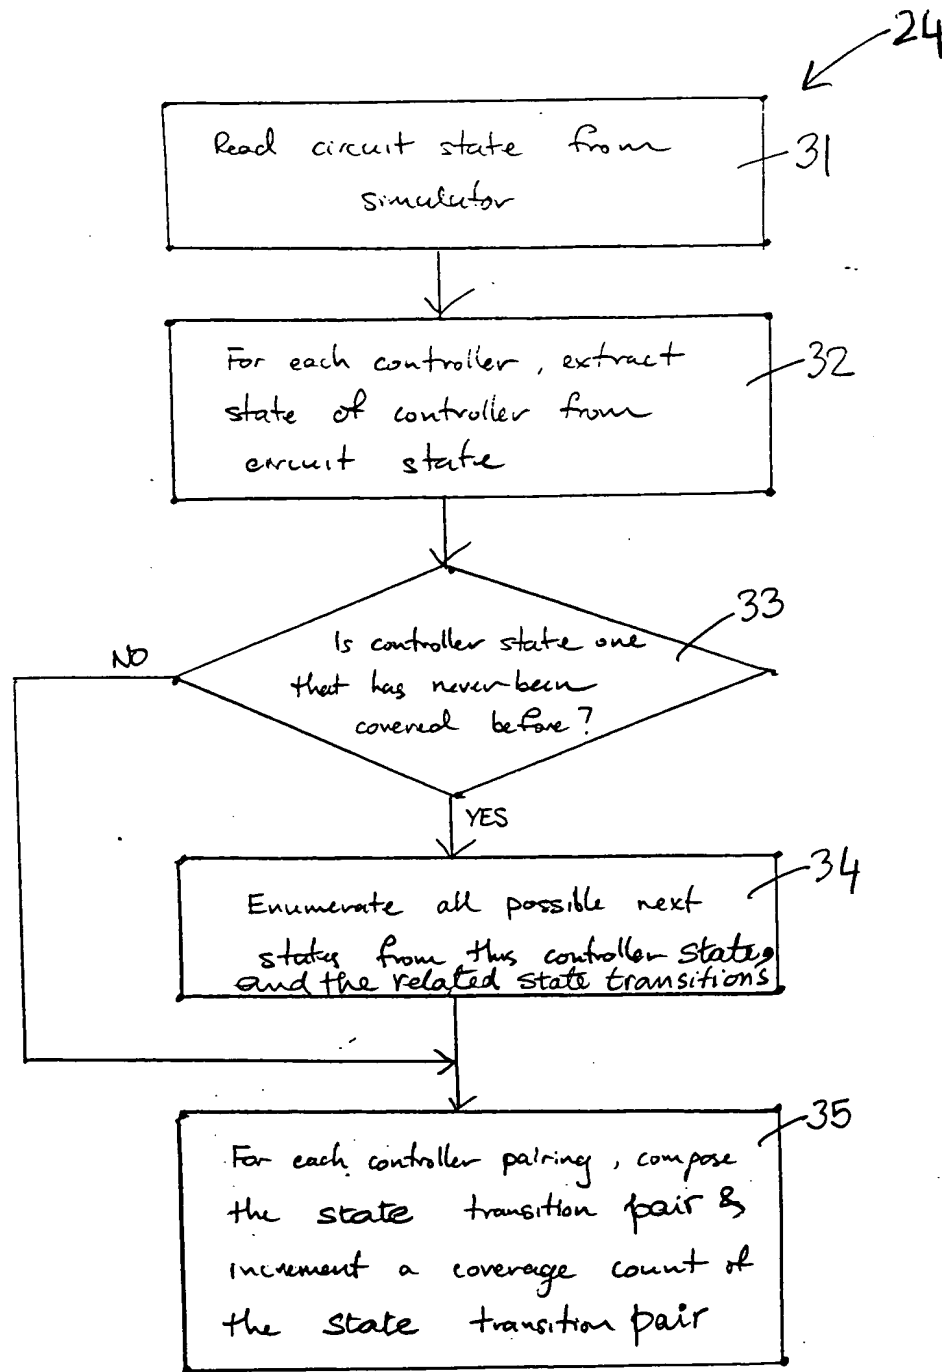 24
Read circuit state from
simulator
31
For each controller, extract
state of controller from
circuit state
32
Is controller state one
that has never been
covered before?
33
NO
YES
Enumerate all possible next
states from this controller state,
and the related state transitions
34
For each controller pairing, compose
the state transition pair &
increment a coverage count of
the state transition pair
35